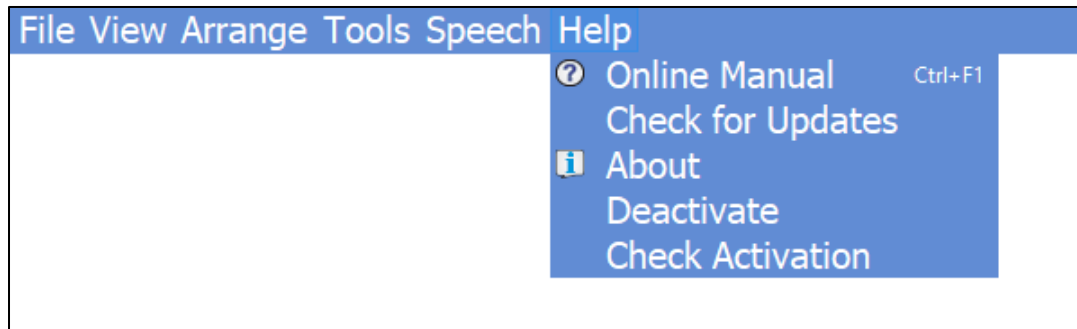 File View Arrange Tools Speech Help
Online Manual Ctrl+F1
Check for Updates
About
Deactivate
Check Activation